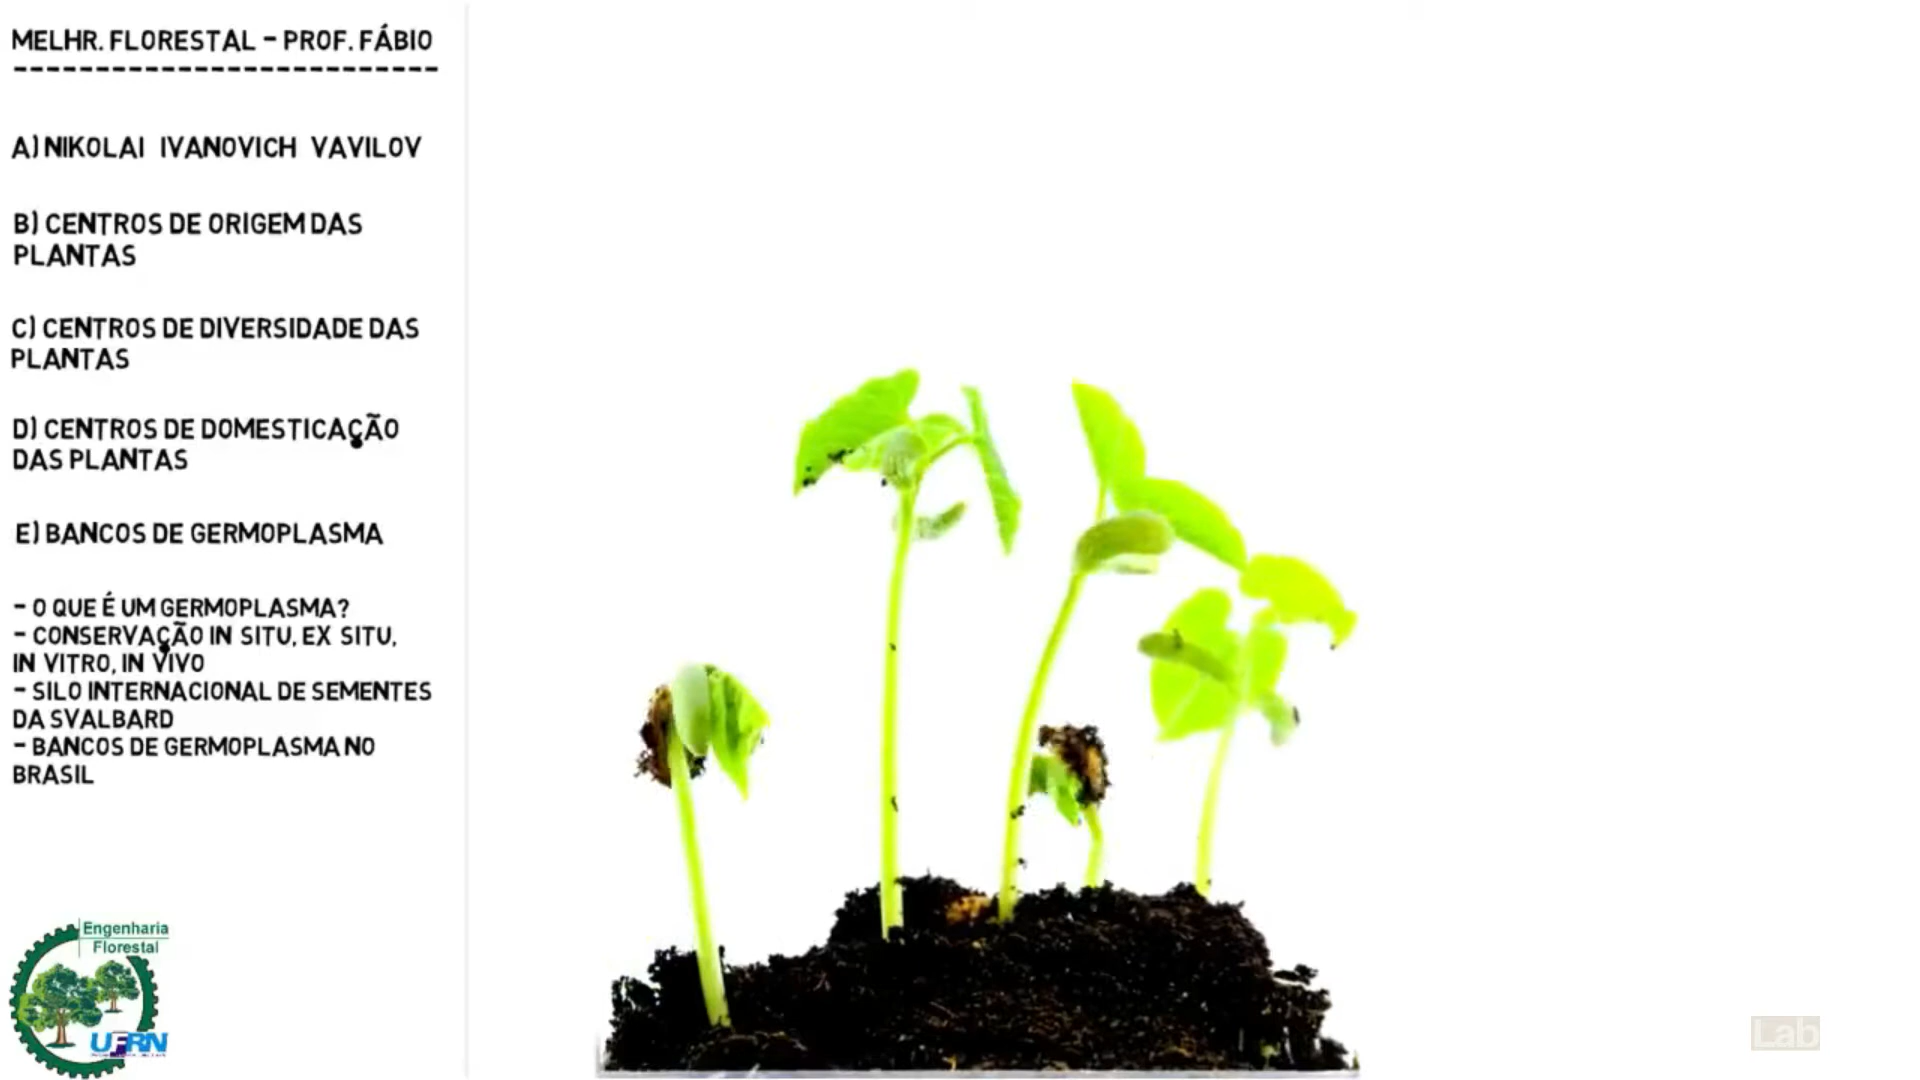 MELHR. FLORESTAL - PROF. FÁBIO
--------------------------
A) NIKOLAI IVANOVICH VAVILOV
B) CENTROS DE ORIGEM DAS
PLANTAS
C) CENTROS DE DIVERSIDADE DAS
PLANTAS
D) CENTROS DE DOMESTICAÇÃO
DAS PLANTAS
E) BANCOS DE GERMOPLASMA
- O QUE É UM GERMOPLASMA?
- CONSERVAÇÃO IN SITU, EX SITU,
IN VITRO, IN VIVO
- SILO INTERNACIONAL DE SEMENTES
DA SVALBARD
- BANCOS DE GERMOPLASMA NO
BRASIL
Engenharia
Florestal
UFRN
Lab